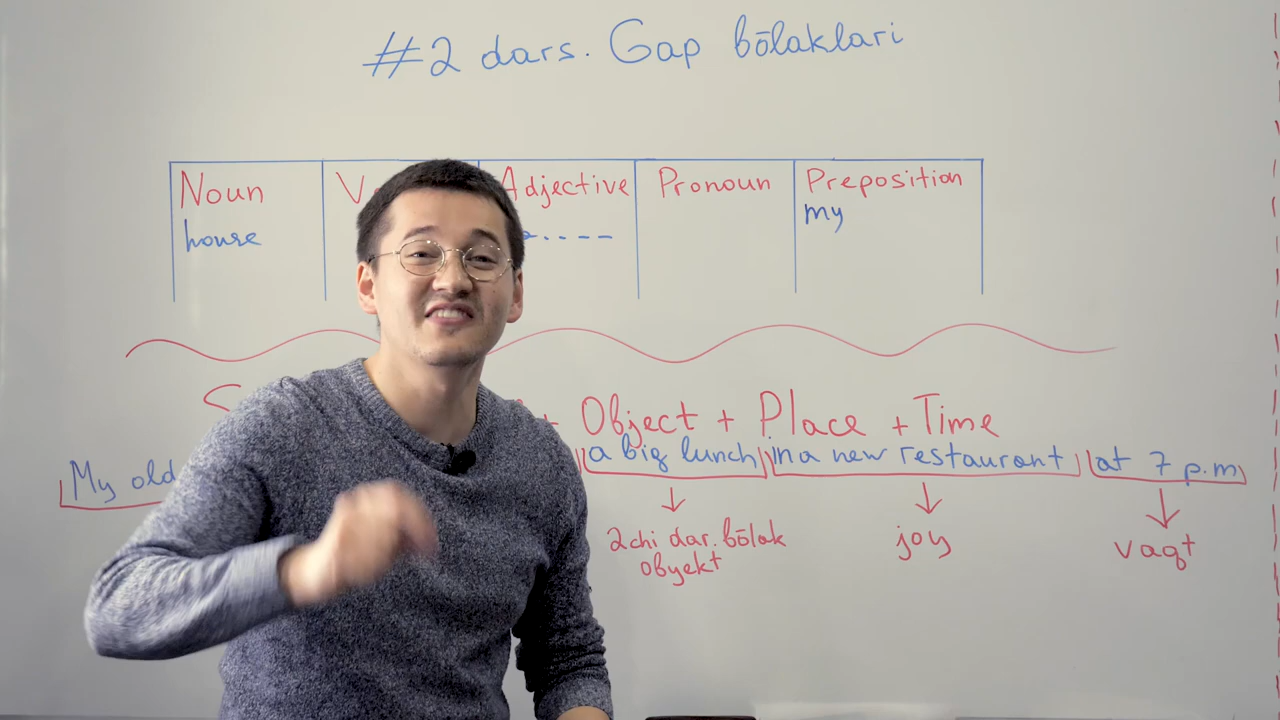 #2 dars. Gap bōlaklari
Noun Adjective Pronoun Preposition
house my
+ Object + Place + Time
My old a big lunch in a new restaurant at 7 p.m
2chi dar. bōlak joy vaqt
obyekt